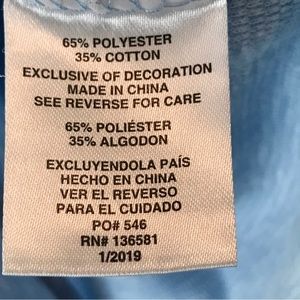 65% POLYESTER
35% COTTON
EXCLUSIVE OF DECORATION
MADE IN CHINA
SEE REVERSE FOR CARE
65% POLIÉSTER
35% ALGODON
EXCLUYENDOLA PAÍS
HECHO EN CHINA
VER EL REVERSO
PARA EL CUIDADO
PO# 546
RN# 136581
1/2019